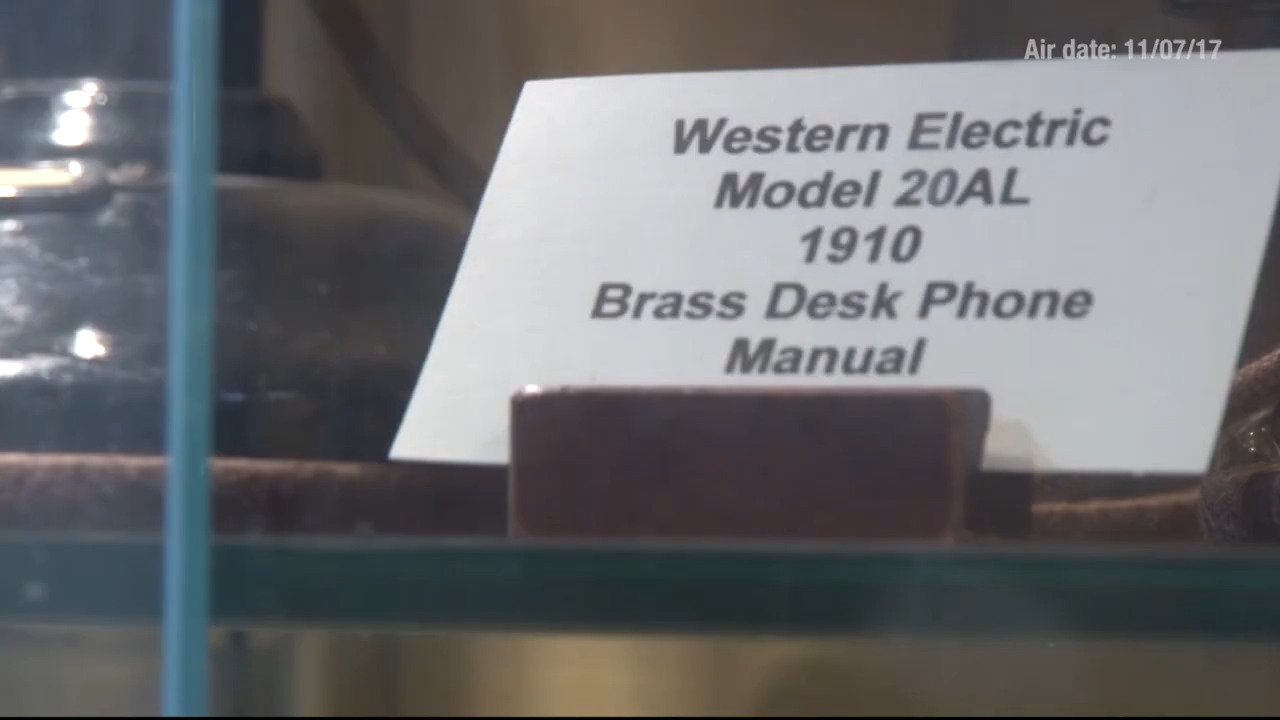 Air date: 11/07/17
Western Electric
Model 20AL
1910
Brass Desk Phone
Manual